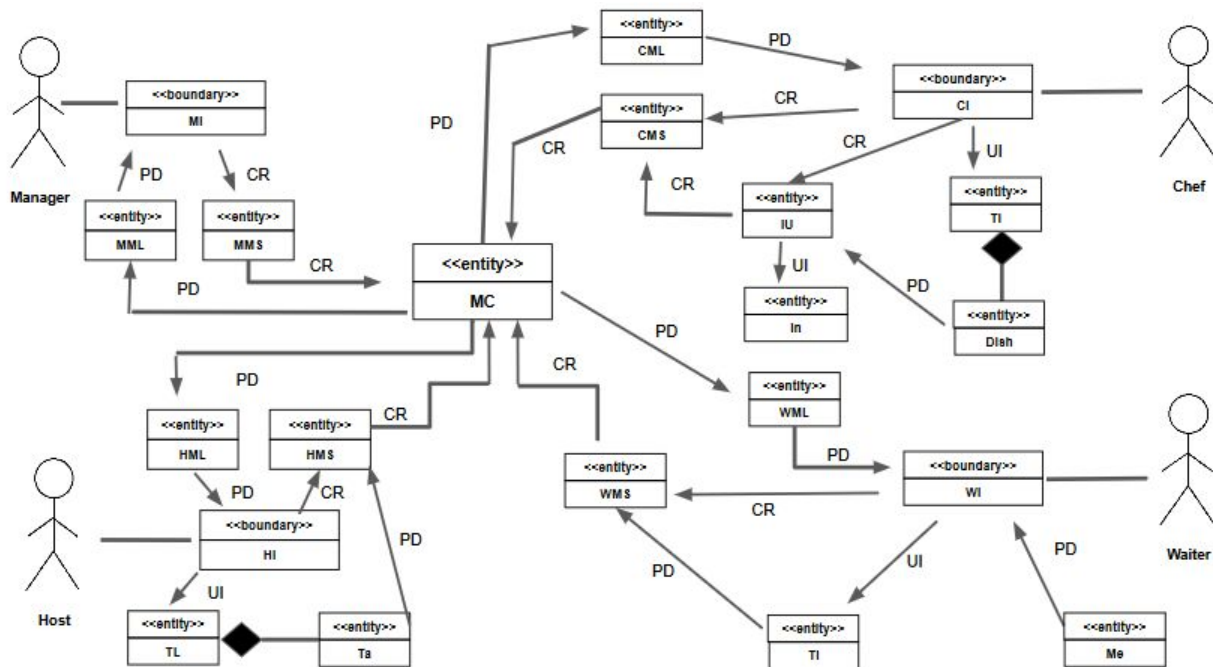 <<entity>>
CML
PD
<<boundary>>
CI
Chef
<<boundary>>
MI
Manager
PD
CR
<<entity>>
CMS
CR
CR
PD
CR
UI
CR
<<entity>>
MML
<<entity>>
MMS
<<entity>>
IU
<<entity>>
TI
CR
PD
<<entity>>
MC
UI
PD
<<entity>>
In
<<entity>>
Dish
PD
PD
CR
<<entity>>
WML
<<entity>>
HML
<<entity>>
HMS
CR
PD
<<entity>>
WMS
<<boundary>>
WI
Waiter
PD
CR
CR
<<boundary>>
HI
PD
PD
UI
PD
UI
Host
<<entity>>
TL
<<entity>>
Ta
<<entity>>
TI
<<entity>>
Me